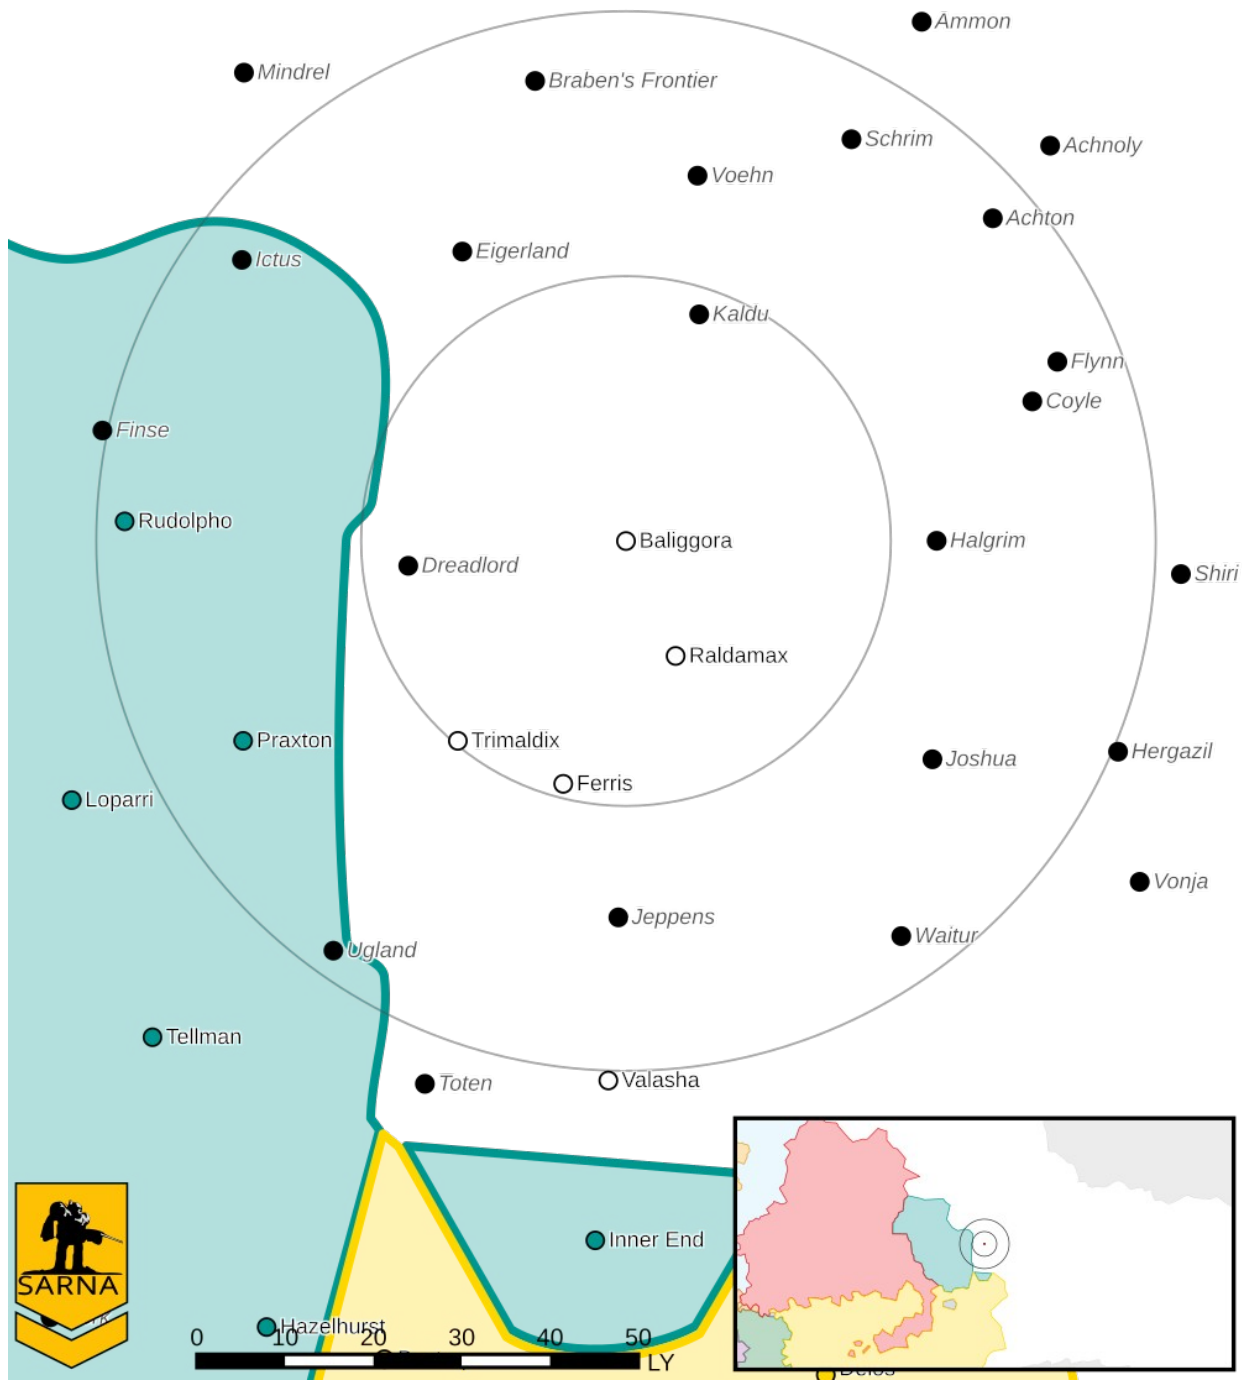 Ammon
Mindrel
Braben's Frontier
Schrim
Achnoly
Voehn
Achton
Eigerland
Ictus
Kaldu
Flynn
Coyle
Finse
Rudolpho
Baliggora
Halgrim
Dreadlord
Shiri
Raldamax
Praxton
Trimaldix
Hergazil
Joshua
Ferris
Loparri
Vonja
Jeppens
Waitur
Ugland
Tellman
Valasha
Toten
Inner End
SARNA
Hazelhurst
0 10 20 30 40 50
LY
Delos